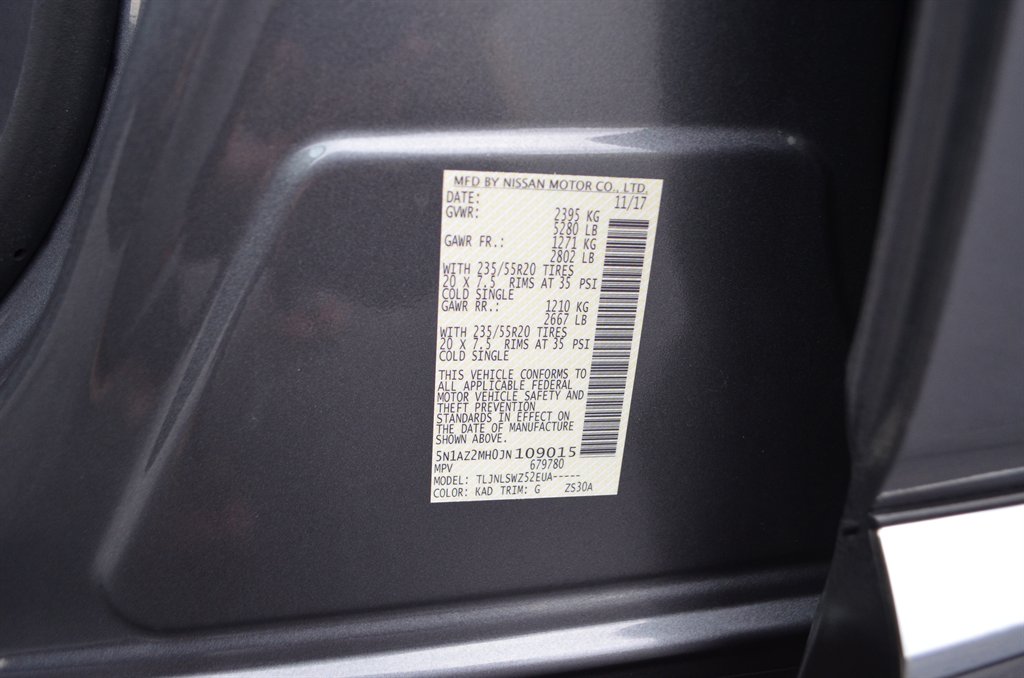 MFD BY NISSAN MOTOR CO., LTD.
DATE: 11/17
GVWR: 2395 KG
5280 LB
GAWR FR.: 1271 KG
2802 LB
WITH 235/55R20 TIRES
20 X 7.5 RIMS AT 35 PSI
COLD SINGLE
GAWR RR.: 1210 KG
2667 LB
WITH 235/55R20 TIRES
20 X 7.5 RIMS AT 35 PSI
COLD SINGLE
THIS VEHICLE CONFORMS TO
ALL APPLICABLE FEDERAL
MOTOR VEHICLE SAFETY AND
THEFT PREVENTION
STANDARDS IN EFFECT ON
THE DATE OF MANUFACTURE
SHOWN ABOVE.
5N1AZ2MH0JN109015
MPV 679780
MODEL: TLJNLSWZ52EUA-----
COLOR: KAD TRIM: G ZS30A